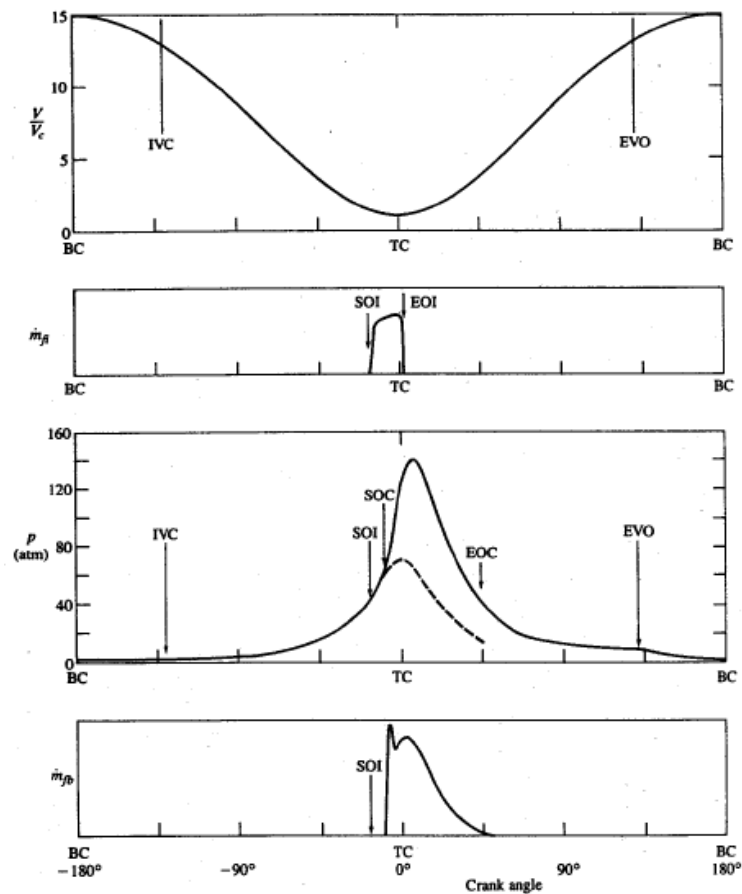 15
10
V/V_c
5
0
IVC
EVO
BC
TC
BC
SOI
EOI
ṁ_fl
BC
TC
BC
160
120
p
(atm)
80
40
0
IVC
SOC
SOI
EOC
EVO
BC
TC
BC
ṁ_fb
SOI
BC
TC
BC
−180°
−90°
0°
90°
180°
Crank angle